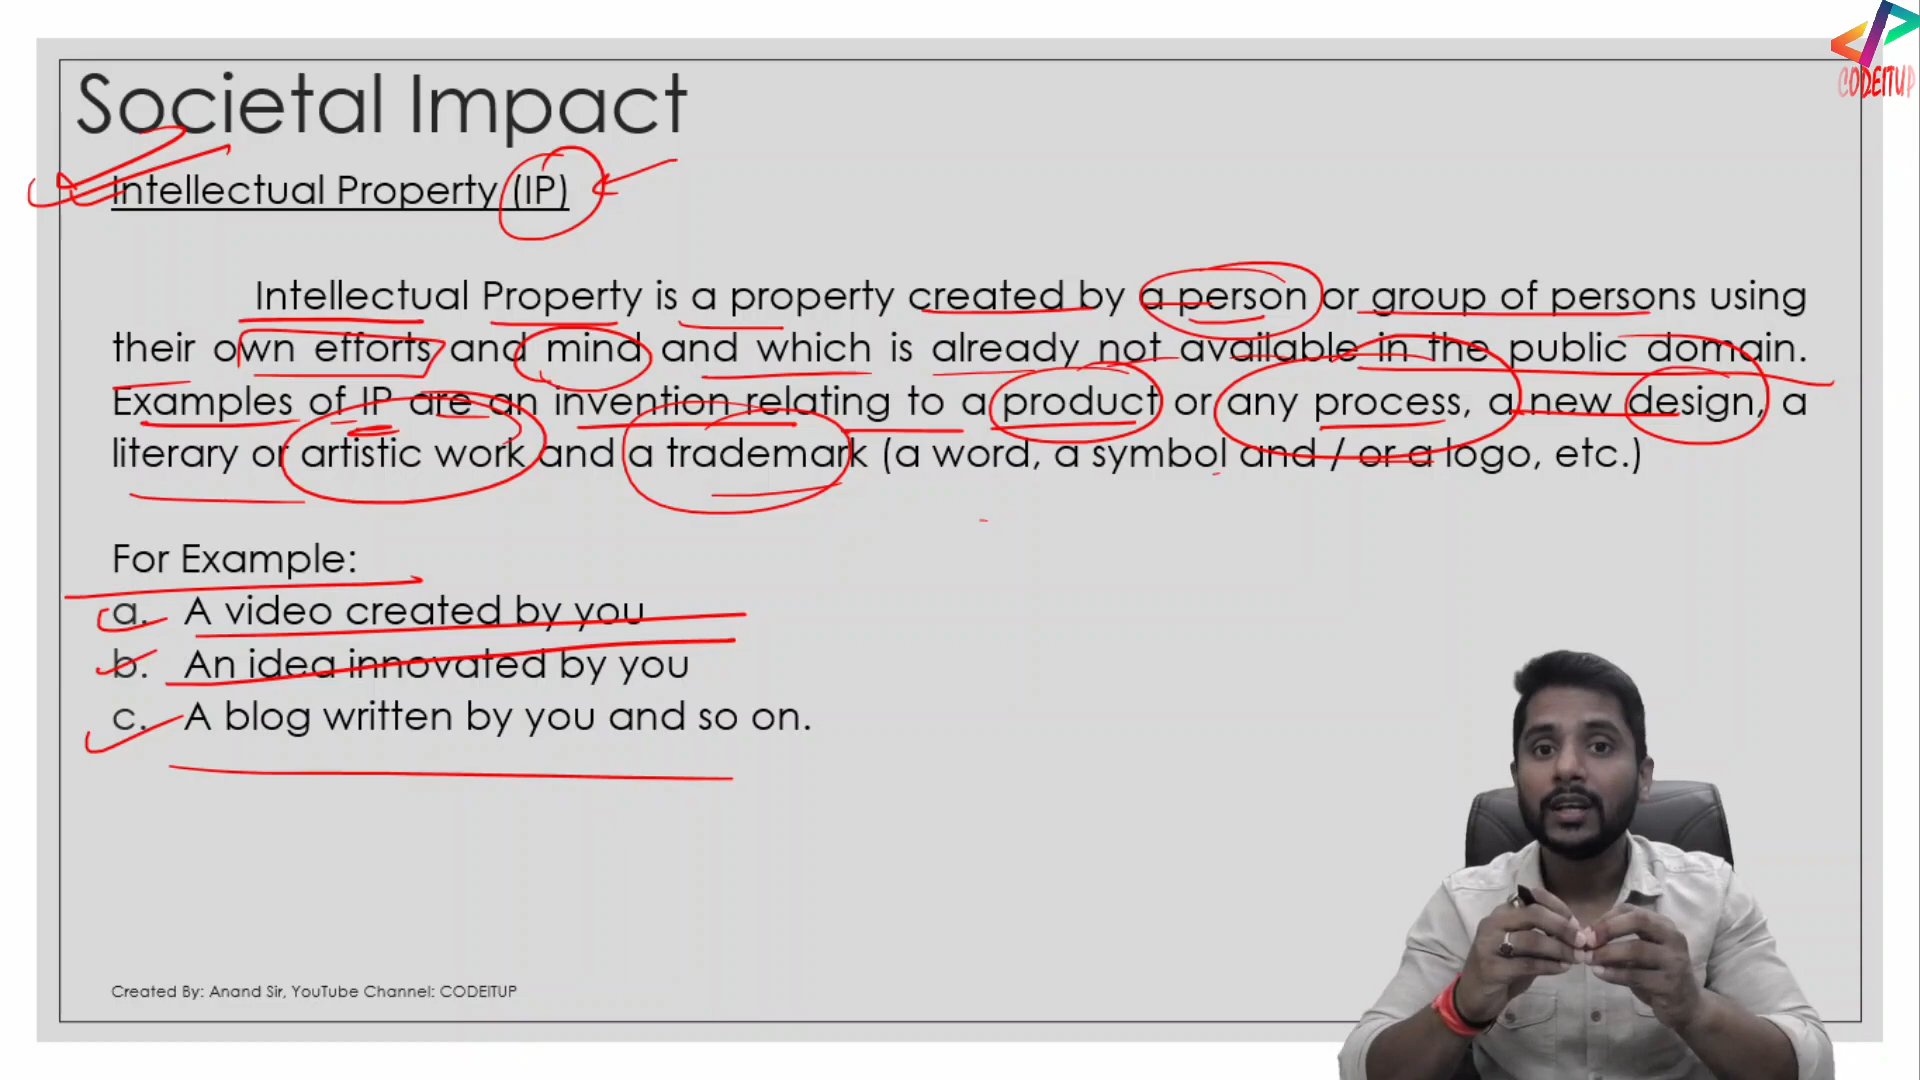 CODEITUP
Societal Impact
Intellectual Property (IP)
Intellectual Property is a property created by a person or group of persons using
their own efforts and mind and which is already not available in the public domain.
Examples of IP are an invention relating to a product or any process, a new design, a
literary or artistic work and a trademark (a word, a symbol and / or a logo, etc.)
For Example:
a. A video created by you
b. An idea innovated by you
c. A blog written by you and so on.
Created By: Anand Sir, YouTube Channel: CODEITUP